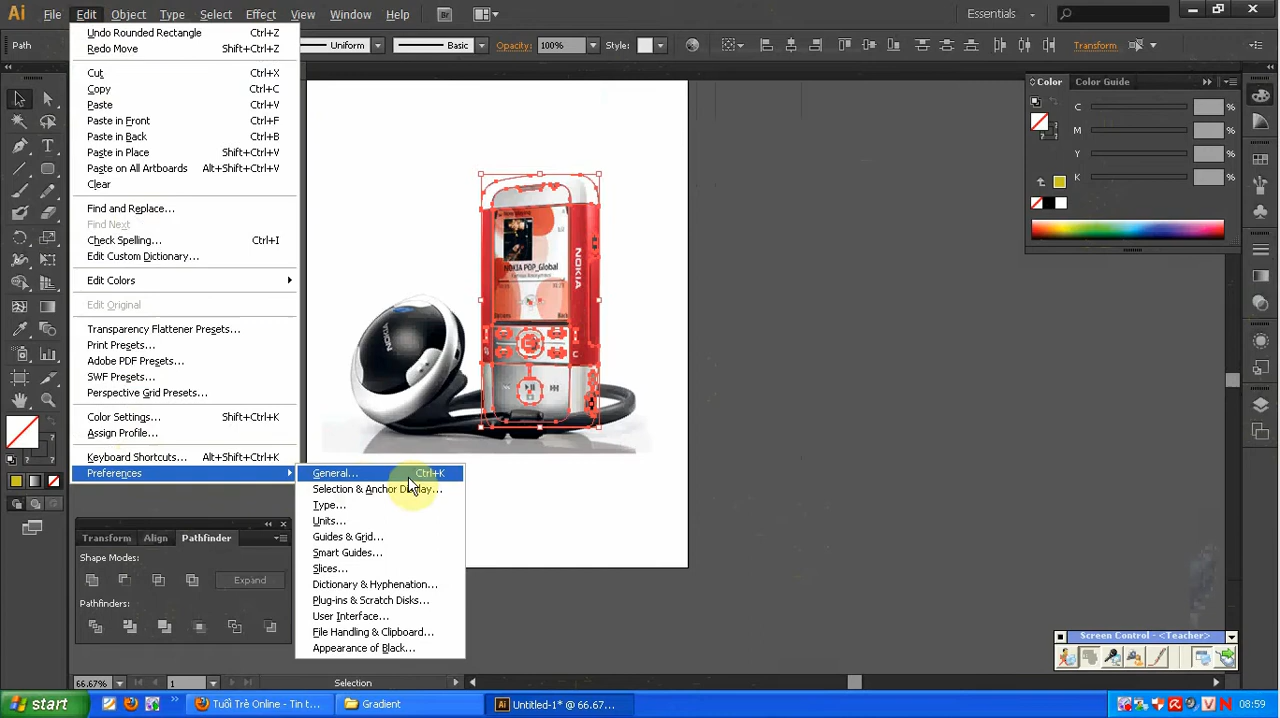 Ai File Edit Object Type Select Effect View Window Help Br Essentials
Path Uniform Basic Opacity: 100% Style: Transform
Undo Rounded Rectangle Ctrl+Z
Redo Move Shift+Ctrl+Z
Cut Ctrl+X
Copy Ctrl+C
Paste Ctrl+V
Paste in Front Ctrl+F
Paste in Back Ctrl+B
Paste in Place Shift+Ctrl+V
Paste on All Artboards Alt+Shift+Ctrl+V
Clear
Find and Replace...
Find Next
Check Spelling... Ctrl+I
Edit Custom Dictionary...
Edit Colors
Edit Original
Transparency Flattener Presets...
Print Presets...
Adobe PDF Presets...
SWF Presets...
Perspective Grid Presets...
Color Settings... Shift+Ctrl+K
Assign Profile...
Keyboard Shortcuts... Alt+Shift+Ctrl+K
Preferences
General... Ctrl+K
Selection & Anchor Display...
Type...
Units...
Guides & Grid...
Smart Guides...
Slices...
Dictionary & Hyphenation...
Plug-ins & Scratch Disks...
User Interface...
File Handling & Clipboard...
Appearance of Black...
Color Color Guide
C %
M %
Y %
K %
NOKIA POP_Global
Options Back
NOKIA
NOKIA
Transform Align Pathfinder
Shape Modes:
Expand
Pathfinders:
Screen Control - <Teacher>
66.67% 1 Selection
start Tuổi Trẻ Online - Tin t... Gradient Untitled-1* @ 66.67... 08:59